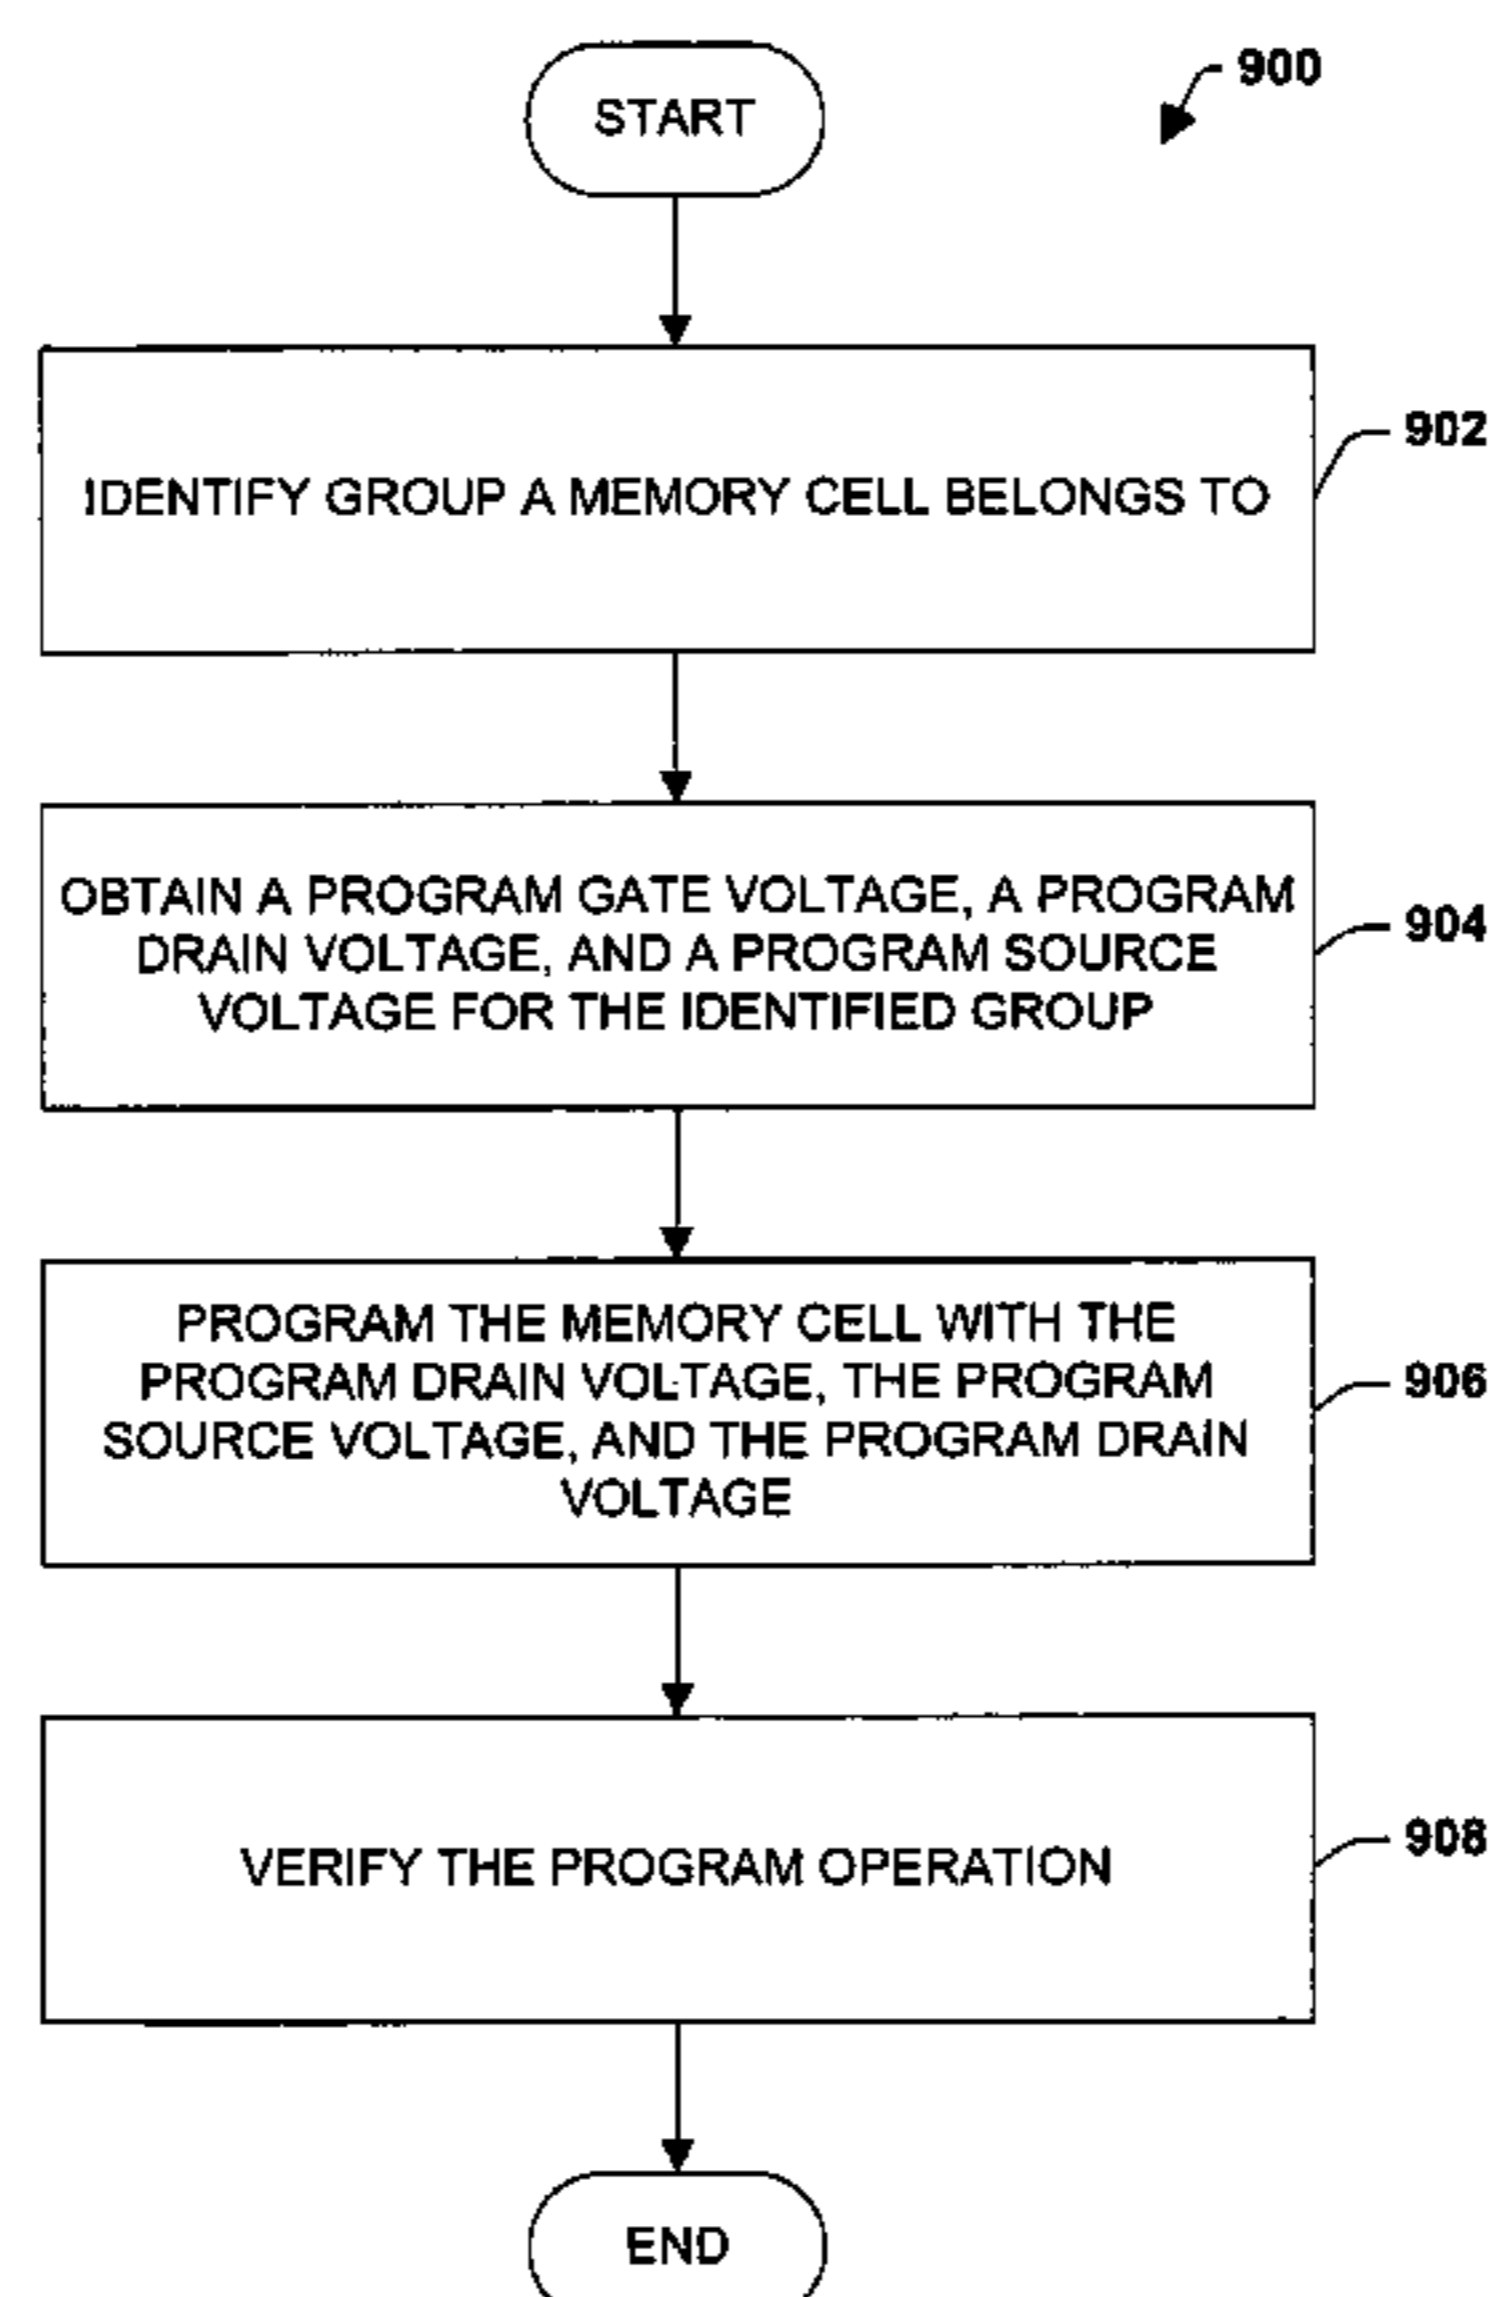 START
900
IDENTIFY GROUP A MEMORY CELL BELONGS TO
902
OBTAIN A PROGRAM GATE VOLTAGE, A PROGRAM
DRAIN VOLTAGE, AND A PROGRAM SOURCE
VOLTAGE FOR THE IDENTIFIED GROUP
904
PROGRAM THE MEMORY CELL WITH THE
PROGRAM DRAIN VOLTAGE, THE PROGRAM
SOURCE VOLTAGE, AND THE PROGRAM DRAIN
VOLTAGE
906
VERIFY THE PROGRAM OPERATION
908
END